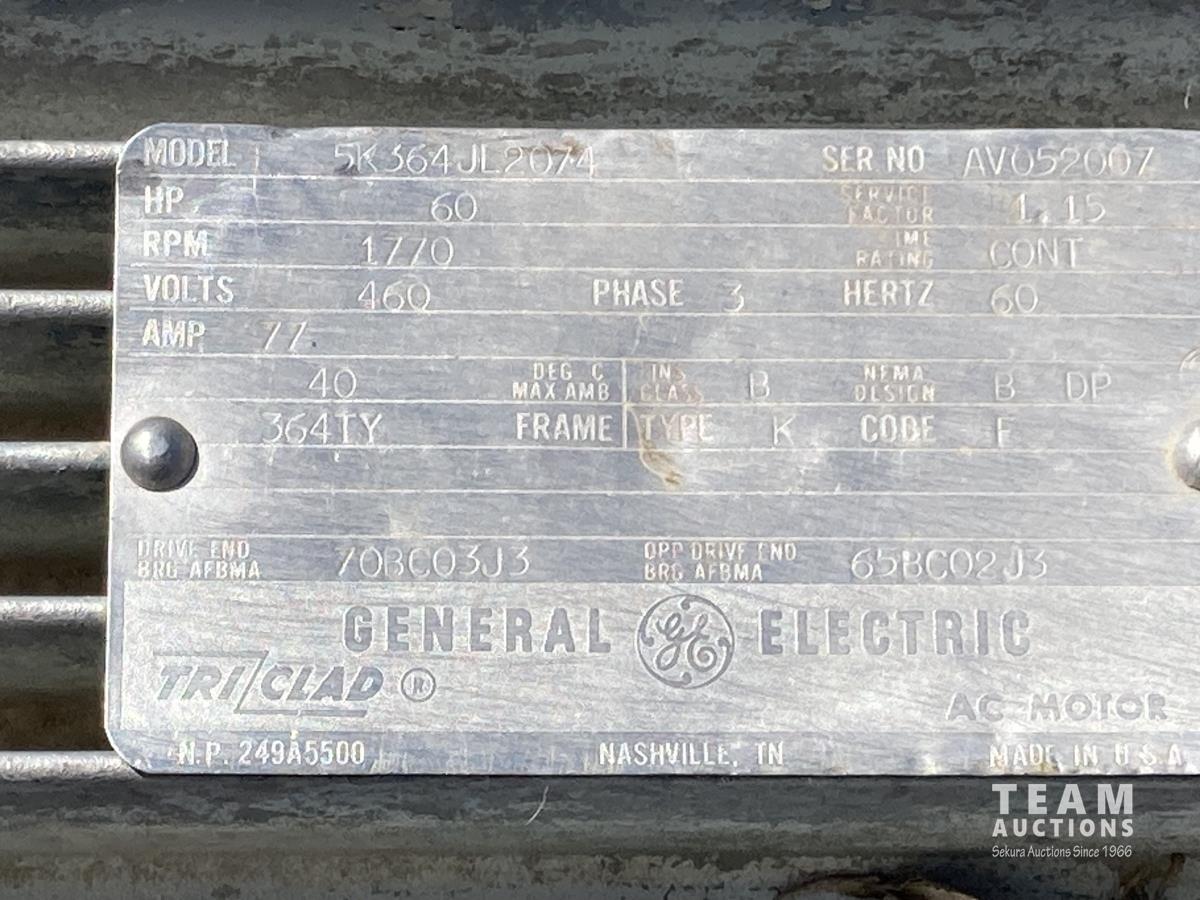 MODEL 5K364JL2074 SER NO AV052007
HP 60 SERVICE FACTOR 1.15
RPM 1770 TIME RATING CONT
VOLTS 460 PHASE 3 HERTZ 60
AMP 77
40 DEG C MAX AMB INS CLASS B NEMA DESIGN B DP
364TY FRAME TYPE K CODE F
DRIVE END BRG AFBMA 70BC03J3 OPP DRIVE END BRG AFBMA 65BC02J3
GENERAL GE ELECTRIC
TRI/CLAD ®
AC MOTOR
N.P. 249A5500 NASHVILLE, TN MADE IN U.S.A
TEAM
AUCTIONS
Sekura Auctions Since 1966